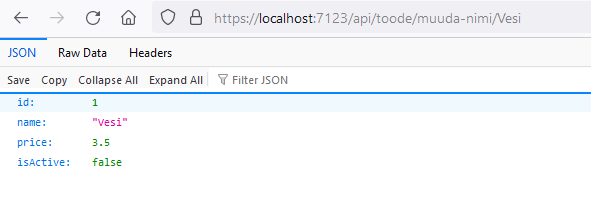 https://localhost:7123/api/toode/muuda-nimi/Vesi
JSON Raw Data Headers
Save Copy Collapse All Expand All Filter JSON
id: 1
name: "Vesi"
price: 3.5
isActive: false